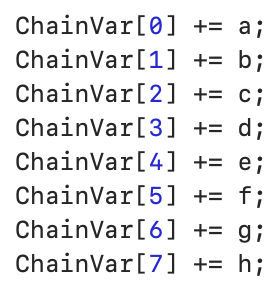 ChainVar[0] += a;
ChainVar[1] += b;
ChainVar[2] += c;
ChainVar[3] += d;
ChainVar[4] += e;
ChainVar[5] += f;
ChainVar[6] += g;
ChainVar[7] += h;